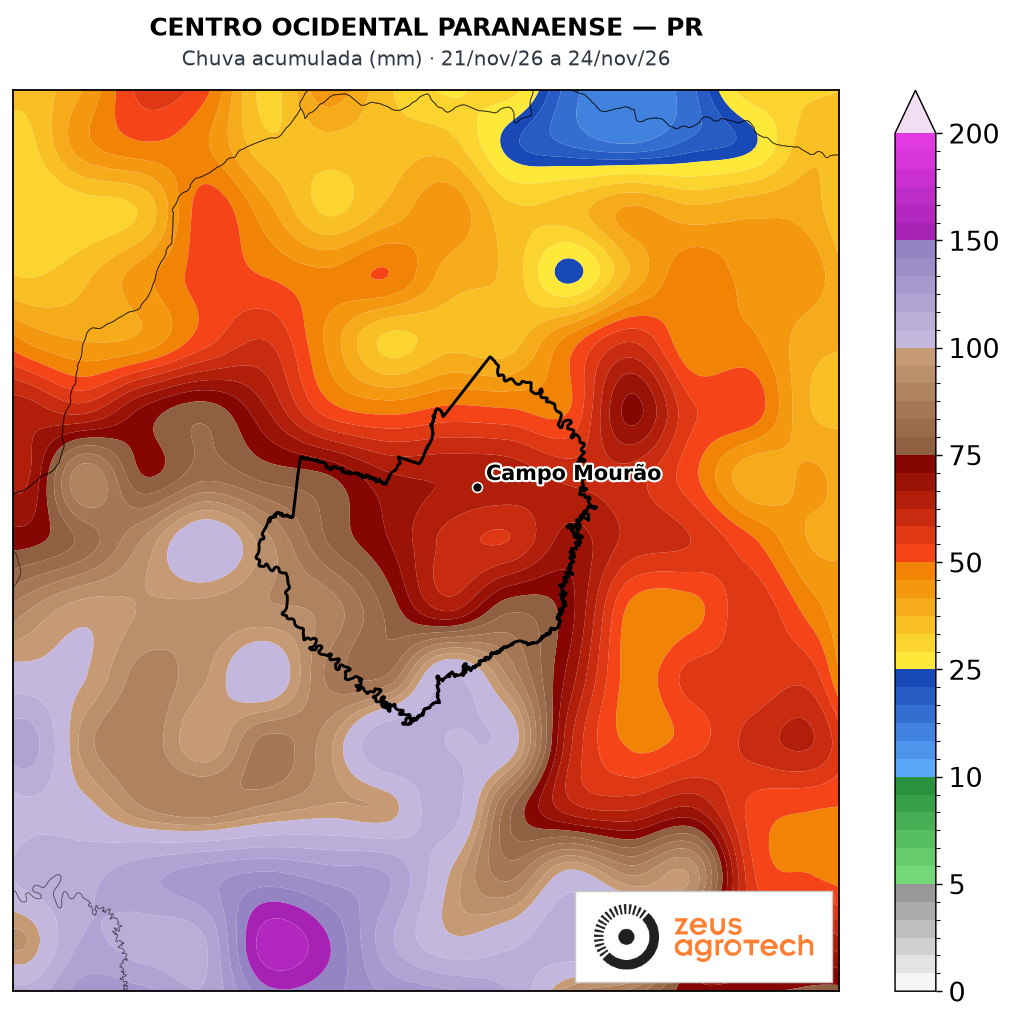 CENTRO OCIDENTAL PARANAENSE — PR
Chuva acumulada (mm) · 21/nov/26 a 24/nov/26
200
150
100
75
50
25
10
5
0
Campo Mourão
zeus
agrotech